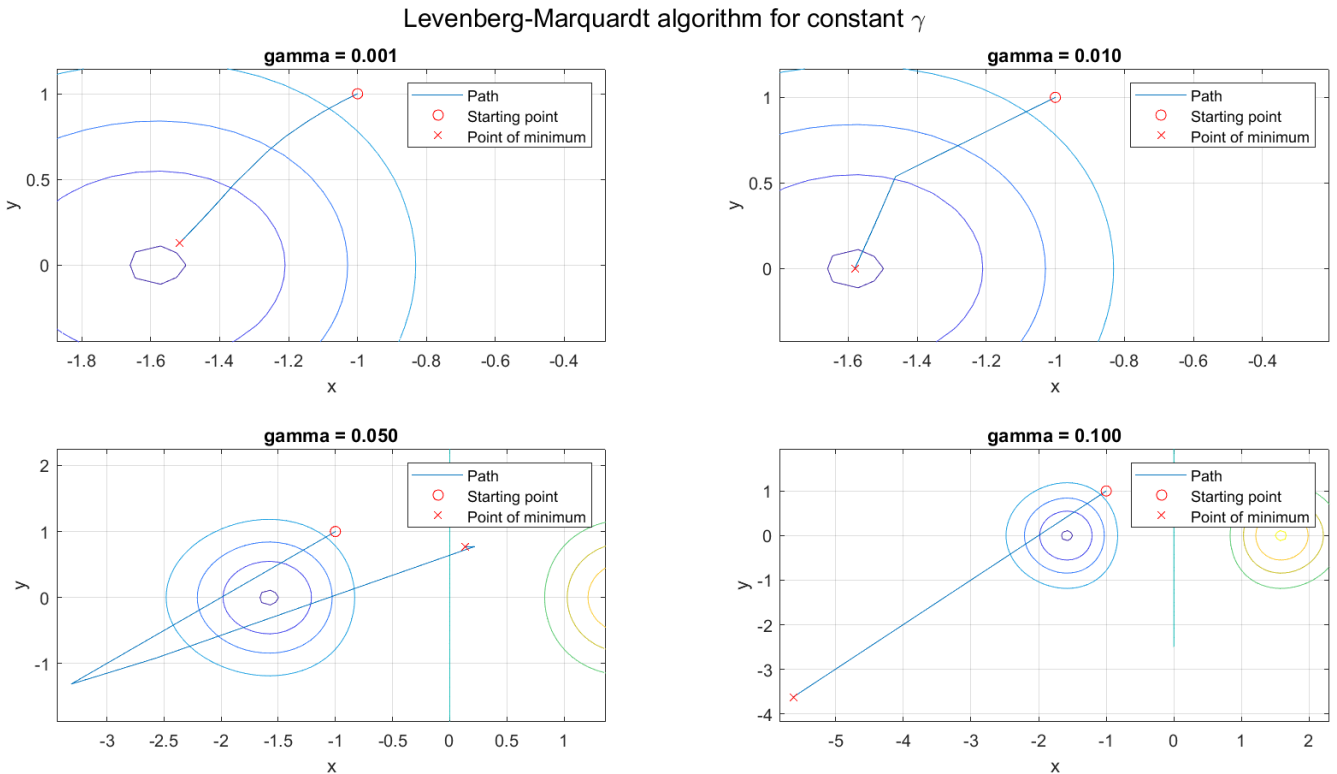 Levenberg-Marquardt algorithm for constant γ
gamma = 0.001
Path
Starting point
Point of minimum
1
0.5
0
y
-1.8
-1.6
-1.4
-1.2
-1
-0.8
-0.6
-0.4
x
gamma = 0.010
Path
Starting point
Point of minimum
1
0.5
0
y
-1.6
-1.4
-1.2
-1
-0.8
-0.6
-0.4
x
gamma = 0.050
Path
Starting point
Point of minimum
2
1
0
-1
y
-3
-2.5
-2
-1.5
-1
-0.5
0
0.5
1
x
gamma = 0.100
Path
Starting point
Point of minimum
1
0
-1
-2
-3
-4
y
-5
-4
-3
-2
-1
0
1
2
x